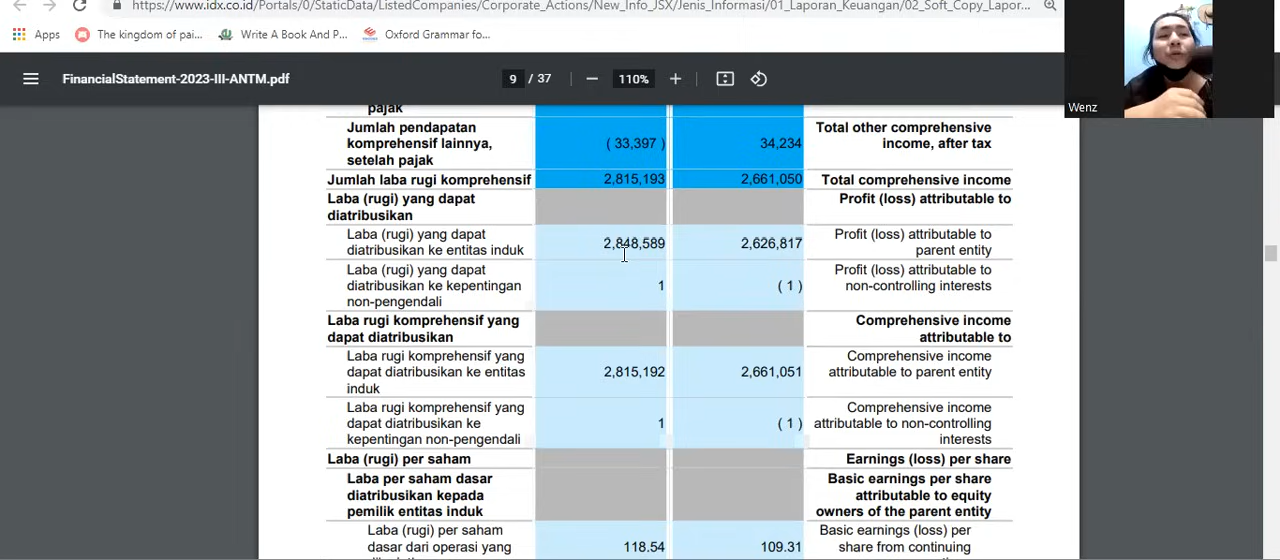 https://www.idx.co.id/Portals/0/StaticData/ListedCompanies/Corporate_Actions/New_Info_JSX/Jenis_Informasi/01_Laporan_Keuangan/02_Soft_Copy_Lapor...
Apps The kingdom of pai... Write A Book And P... Oxford Grammar fo...
Wenz
FinancialStatement-2023-III-ANTM.pdf 9 / 37 110%
pajak
Jumlah pendapatan
komprehensif lainnya,
setelah pajak
( 33,397 ) 34,234
Total other comprehensive
income, after tax
Jumlah laba rugi komprehensif 2,815,193 2,661,050 Total comprehensive income
Laba (rugi) yang dapat
diatribusikan
Profit (loss) attributable to
Laba (rugi) yang dapat
diatribusikan ke entitas induk
2,848,589 2,626,817
Profit (loss) attributable to
parent entity
Laba (rugi) yang dapat
diatribusikan ke kepentingan
non-pengendali
1 ( 1 )
Profit (loss) attributable to
non-controlling interests
Laba rugi komprehensif yang
dapat diatribusikan
Comprehensive income
attributable to
Laba rugi komprehensif yang
dapat diatribusikan ke entitas
induk
2,815,192 2,661,051
Comprehensive income
attributable to parent entity
Laba rugi komprehensif yang
dapat diatribusikan ke
kepentingan non-pengendali
1 ( 1 )
Comprehensive income
attributable to non-controlling
interests
Laba (rugi) per saham Earnings (loss) per share
Laba per saham dasar
diatribusikan kepada
pemilik entitas induk
Basic earnings per share
attributable to equity
owners of the parent entity
Laba (rugi) per saham
dasar dari operasi yang
118.54 109.31
Basic earnings (loss) per
share from continuing